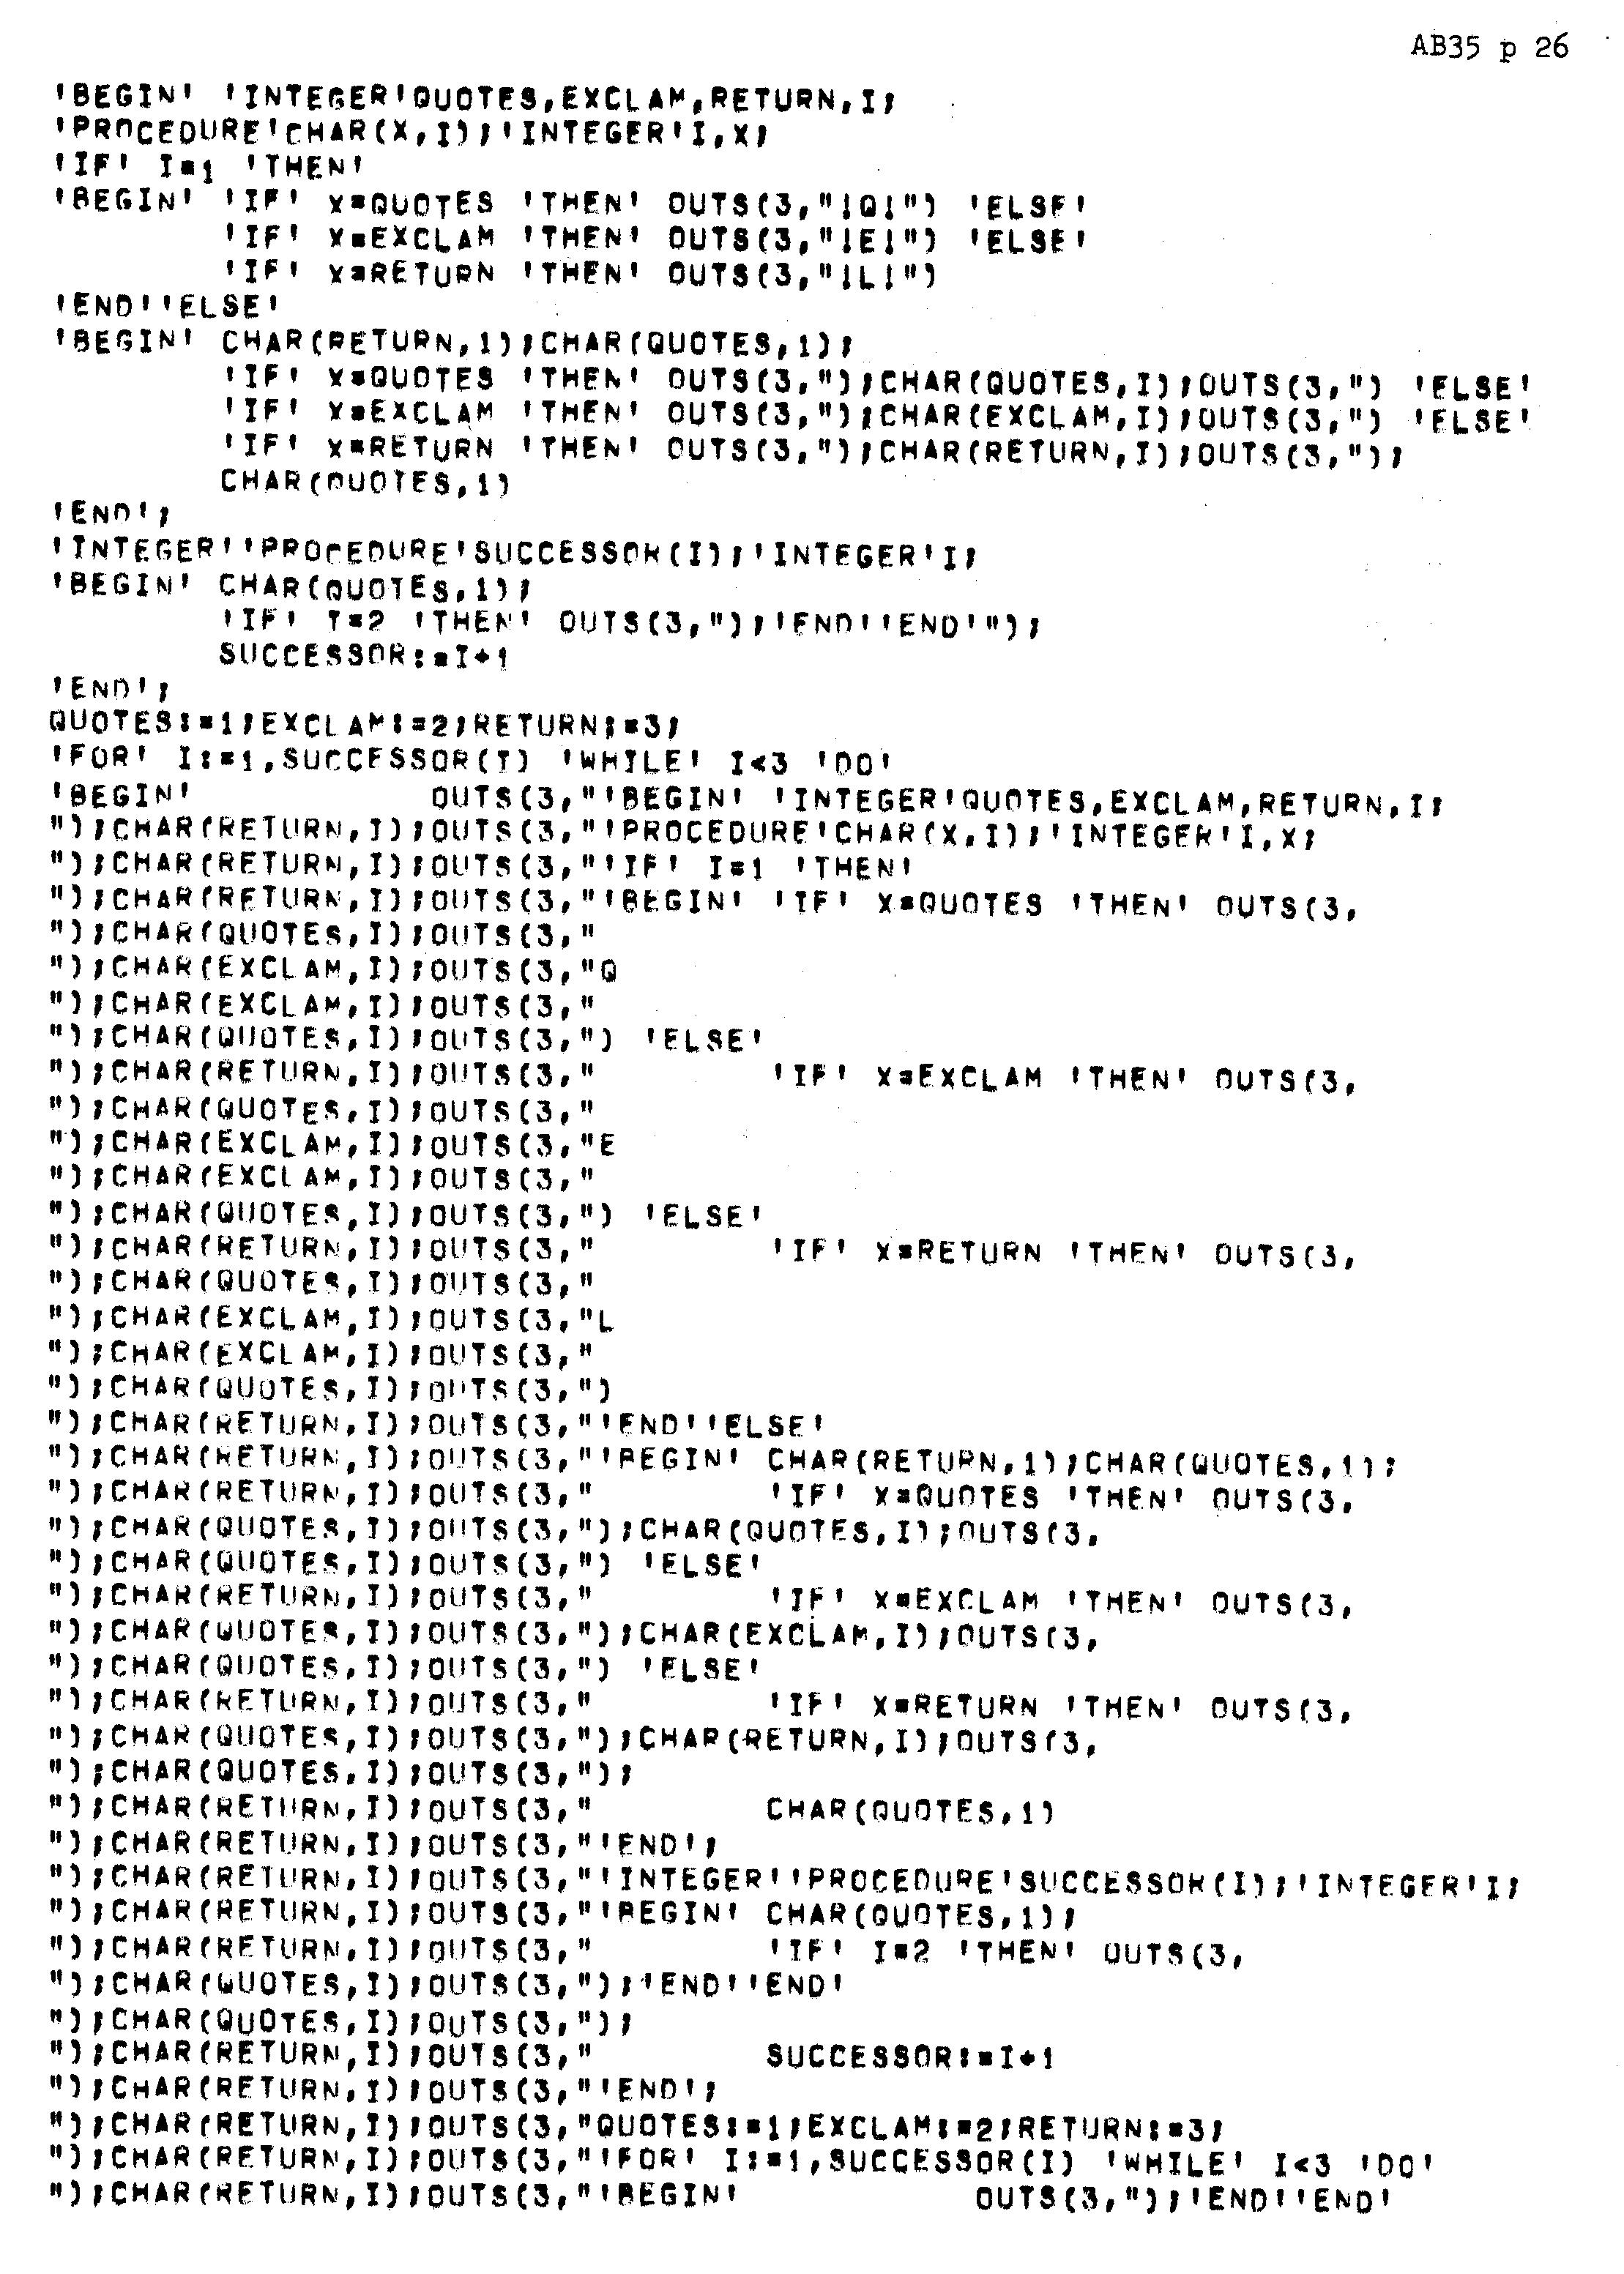 AB35 p 26
'BEGIN' 'INTEGER'QUOTES,EXCLAM,RETURN,I;
'PROCEDURE'CHAR(X,I);'INTEGER'I,X;
'IF' I=1 'THEN'
'BEGIN' 'IF' X=QUOTES 'THEN' OUTS(3,"!Q!") 'ELSE'
        'IF' X=EXCLAM 'THEN' OUTS(3,"!E!") 'ELSE'
        'IF' X=RETURN 'THEN' OUTS(3,"!L!")
'END''ELSE'
'BEGIN' CHAR(RETURN,1);CHAR(QUOTES,1);
        'IF' X=QUOTES 'THEN' OUTS(3,");CHAR(QUOTES,I);OUTS(3,") 'ELSE'
        'IF' X=EXCLAM 'THEN' OUTS(3,");CHAR(EXCLAM,I);OUTS(3,") 'ELSE'
        'IF' X=RETURN 'THEN' OUTS(3,");CHAR(RETURN,I);OUTS(3,");
        CHAR(QUOTES,1)
'END';
'INTEGER''PROCEDURE'SUCCESSOR(I);'INTEGER'I;
'BEGIN' CHAR(QUOTES,1);
        'IF' I=2 'THEN' OUTS(3,");'END''END'");
        SUCCESSOR:=I+1
'END';
QUOTES:=1;EXCLAM:=2;RETURN:=3;
'FOR' I:=1,SUCCESSOR(I) 'WHILE' I<3 'DO'
'BEGIN'           OUTS(3,"'BEGIN' 'INTEGER'QUOTES,EXCLAM,RETURN,I;
");CHAR(RETURN,I);OUTS(3,"'PROCEDURE'CHAR(X,I);'INTEGER'I,X;
");CHAR(RETURN,I);OUTS(3,"'IF' I=1 'THEN'
");CHAR(RETURN,I);OUTS(3,"'BEGIN' 'IF' X=QUOTES 'THEN' OUTS(3,
");CHAR(QUOTES,I);OUTS(3,"
");CHAR(EXCLAM,I);OUTS(3,"Q
");CHAR(EXCLAM,I);OUTS(3,"
");CHAR(QUOTES,I);OUTS(3,") 'ELSE'
");CHAR(RETURN,I);OUTS(3,"        'IF' X=EXCLAM 'THEN' OUTS(3,
");CHAR(QUOTES,I);OUTS(3,"
");CHAR(EXCLAM,I);OUTS(3,"E
");CHAR(EXCLAM,I);OUTS(3,"
");CHAR(QUOTES,I);OUTS(3,") 'ELSE'
");CHAR(RETURN,I);OUTS(3,"        'IF' X=RETURN 'THEN' OUTS(3,
");CHAR(QUOTES,I);OUTS(3,"
");CHAR(EXCLAM,I);OUTS(3,"L
");CHAR(EXCLAM,I);OUTS(3,"
");CHAR(QUOTES,I);OUTS(3,")
");CHAR(RETURN,I);OUTS(3,"'END''ELSE'
");CHAR(RETURN,I);OUTS(3,"'BEGIN' CHAR(RETURN,1);CHAR(QUOTES,1);
");CHAR(RETURN,I);OUTS(3,"        'IF' X=QUOTES 'THEN' OUTS(3,
");CHAR(QUOTES,I);OUTS(3,");CHAR(QUOTES,I);OUTS(3,
");CHAR(QUOTES,I);OUTS(3,") 'ELSE'
");CHAR(RETURN,I);OUTS(3,"        'IF' X=EXCLAM 'THEN' OUTS(3,
");CHAR(QUOTES,I);OUTS(3,");CHAR(EXCLAM,I);OUTS(3,
");CHAR(QUOTES,I);OUTS(3,") 'ELSE'
");CHAR(RETURN,I);OUTS(3,"        'IF' X=RETURN 'THEN' OUTS(3,
");CHAR(QUOTES,I);OUTS(3,");CHAR(RETURN,I);OUTS(3,
");CHAR(QUOTES,I);OUTS(3,");
");CHAR(RETURN,I);OUTS(3,"        CHAR(QUOTES,1)
");CHAR(RETURN,I);OUTS(3,"'END';
");CHAR(RETURN,I);OUTS(3,"'INTEGER''PROCEDURE'SUCCESSOR(I);'INTEGER'I;
");CHAR(RETURN,I);OUTS(3,"'BEGIN' CHAR(QUOTES,1);
");CHAR(RETURN,I);OUTS(3,"        'IF' I=2 'THEN' OUTS(3,
");CHAR(QUOTES,I);OUTS(3,");'END''END'
");CHAR(QUOTES,I);OUTS(3,");
");CHAR(RETURN,I);OUTS(3,"        SUCCESSOR:=I+1
");CHAR(RETURN,I);OUTS(3,"'END';
");CHAR(RETURN,I);OUTS(3,"QUOTES:=1;EXCLAM:=2;RETURN:=3;
");CHAR(RETURN,I);OUTS(3,"'FOR' I:=1,SUCCESSOR(I) 'WHILE' I<3 'DO'
");CHAR(RETURN,I);OUTS(3,"'BEGIN'           OUTS(3,");'END''END'